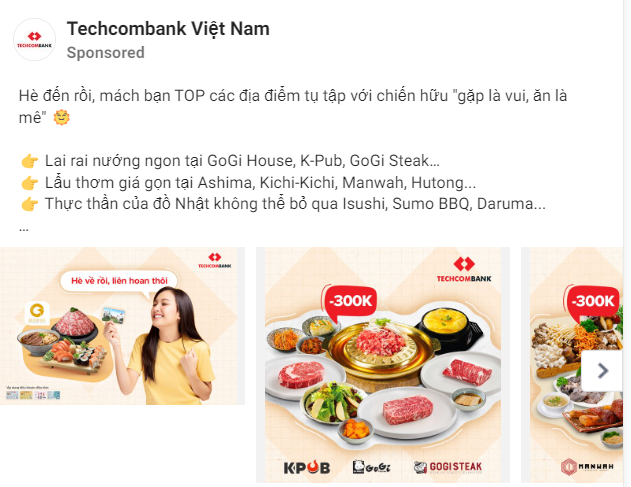 Techcombank Việt Nam
Sponsored
TECHCOMBANK
Hè đến rồi, mách bạn TOP các địa điểm tụ tập với chiến hữu "gặp là vui, ăn là
mê"
Lai rai nướng ngon tại GoGi House, K-Pub, GoGi Steak...
Lẩu thơm giá gọn tại Ashima, Kichi-Kichi, Manwah, Hutong...
Thực thần của đồ Nhật không thể bỏ qua Isushi, Sumo BBQ, Daruma...
...
TECHCOMBANK
Hè về rồi, liên hoan thôi
TECHCOMBANK
-300K
KPUB
GoGi
GOGI STEAK
-300K
MANWAH